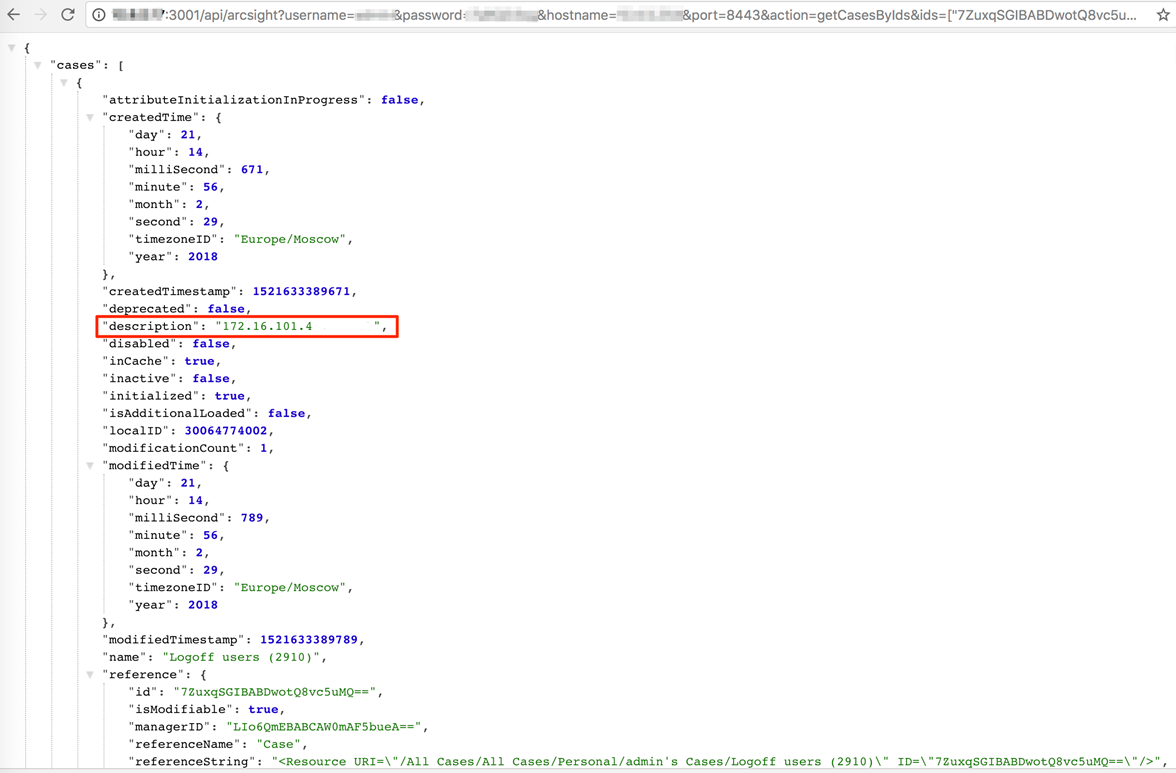 :3001/api/arcsight?username= &password= &hostname= &port=8443&action=getCasesByIds&ids=["7ZuxqSGIBABDwotQ8vc5u...
{
"cases": [
{
"attributeInitializationInProgress": false,
"createdTime": {
"day": 21,
"hour": 14,
"milliSecond": 671,
"minute": 56,
"month": 2,
"second": 29,
"timezoneID": "Europe/Moscow",
"year": 2018
},
"createdTimestamp": 1521633389671,
"deprecated": false,
"description": "172.16.101.4 ",
"disabled": false,
"inCache": true,
"inactive": false,
"initialized": true,
"isAdditionalLoaded": false,
"localID": 30064774002,
"modificationCount": 1,
"modifiedTime": {
"day": 21,
"hour": 14,
"milliSecond": 789,
"minute": 56,
"month": 2,
"second": 29,
"timezoneID": "Europe/Moscow",
"year": 2018
},
"modifiedTimestamp": 1521633389789,
"name": "Logoff users (2910)",
"reference": {
"id": "7ZuxqSGIBABDwotQ8vc5uMQ==",
"isModifiable": true,
"managerID": "LIo6QmEBABCAW0mAF5bueA==",
"referenceName": "Case",
"referenceString": "<Resource URI=\"/All Cases/All Cases/Personal/admin's Cases/Logoff users (2910)\" ID=\"7ZuxqSGIBABDwotQ8vc5uMQ==\"/>",